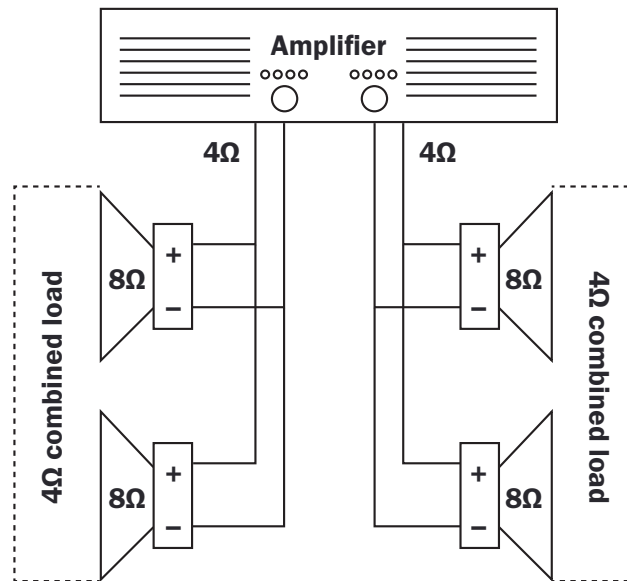 Amplifier
4Ω
4Ω
+
8Ω
−
+
8Ω
−
4Ω combined load
4Ω combined load
+
8Ω
−
+
8Ω
−